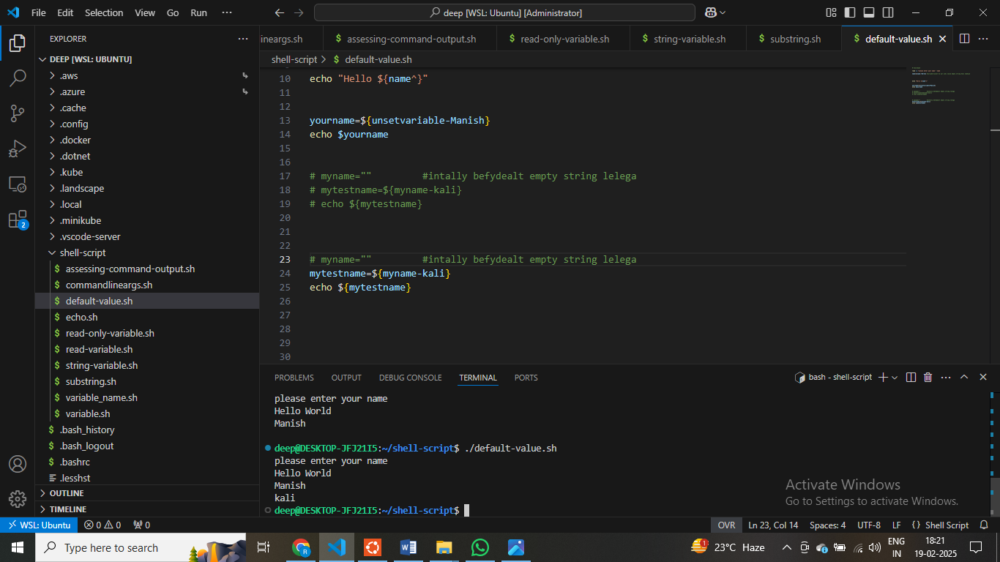 File Edit Selection View Go Run ···
deep [WSL: Ubuntu] [Administrator]
EXPLORER
DEEP [WSL: UBUNTU]
.aws
.azure
.cache
.config
.docker
.dotnet
.kube
.landscape
.local
.minikube
.vscode-server
shell-script
$ assessing-command-output.sh
$ commandlineargs.sh
$ default-value.sh
$ echo.sh
$ read-only-variable.sh
$ read-variable.sh
$ string-variable.sh
$ substring.sh
$ variable_name.sh
$ variable.sh
$ .bash_history
$ .bash_logout
$ .bashrc
.lesshst
OUTLINE
TIMELINE
2
ineargs.sh
$ assessing-command-output.sh
$ read-only-variable.sh
$ string-variable.sh
$ substring.sh
$ default-value.sh
shell-script > $ default-value.sh
10 echo "Hello ${name^}"
11
12
13 yourname=${unsetvariable-Manish}
14 echo $yourname
15
16
17 # myname="" #intally befydealt empty string lelega
18 # mytestname=${myname-kali}
19 # echo ${mytestname}
20
21
22
23 # myname="" #intally befydealt empty string lelega
24 mytestname=${myname-kali}
25 echo ${mytestname}
26
27
28
29
30
PROBLEMS OUTPUT DEBUG CONSOLE TERMINAL PORTS
bash - shell-script
please enter your name
Hello World
Manish
deep@DESKTOP-JFJ21I5:~/shell-script$ ./default-value.sh
please enter your name
Hello World
Manish
kali
deep@DESKTOP-JFJ21I5:~/shell-script$
Activate Windows
Go to Settings to activate Windows.
WSL: Ubuntu 0 0 0
OVR Ln 23, Col 14 Spaces: 4 UTF-8 LF {} Shell Script
Type here to search
R
W
1
23°C Haze
ENG
IN
18:21
19-02-2025